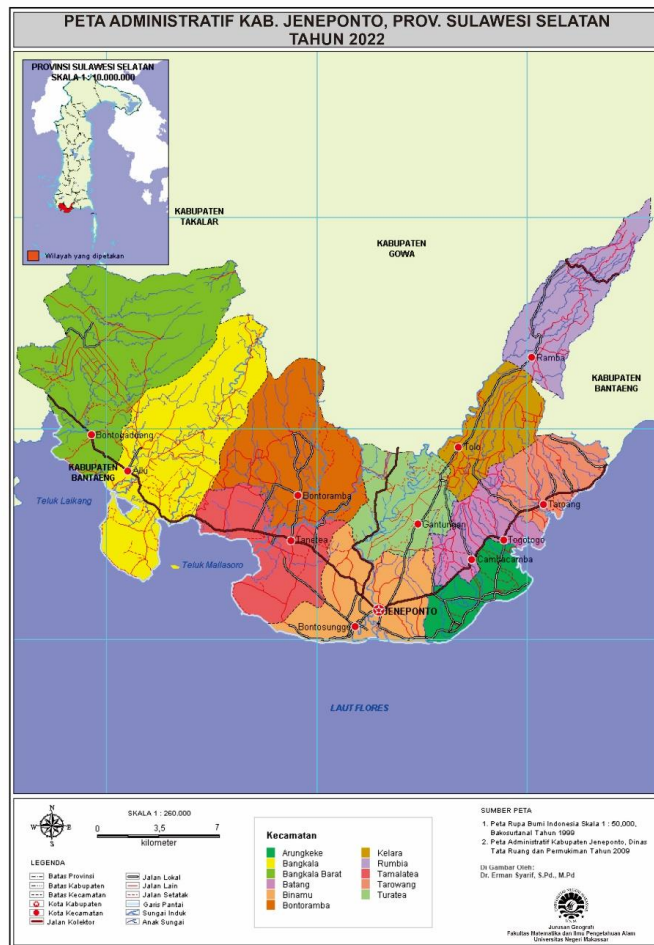 PETA ADMINISTRATIF KAB. JENEPONTO, PROV. SULAWESI SELATAN
TAHUN 2022
PROVINSI SULAWESI SELATAN
SKALA 1 : 10.000.000
Wilayah yang dipetakan
KABUPATEN
TAKALAR
KABUPATEN
GOWA
KABUPATEN
BANTAENG
Ramba
Bontogaddong
KABUPATEN
BANTAENG
Allu
Tolo
Teluk Laikang
Bontoramba
Taroang
Gantungan
Tanetea
Togotogo
Teluk Mallasoro
JENEPONTO
Bontosunggu
LAUT FLORES
SKALA 1 : 260.000
0 3,5 7
kilometer
N
W E
S
LEGENDA
Batas Provinsi
Batas Kabupaten
Batas Kecamatan
Kota Kabupaten
Kota Kecamatan
Jalan Kolektor
Jalan Lokal
Jalan Lain
Jalan Setatak
Garis Pantai
Sungai Induk
Anak Sungai
Kecamatan
Arungkeke
Bangkala
Bangkala Barat
Batang
Binamu
Bontoramba
Kelara
Rumbia
Tamalatea
Tarowang
Turatea
SUMBER PETA
1. Peta Rupa Bumi Indonesia Skala 1 : 50,000,
Bakosurtanal Tahun 1999
2. Peta Administratif Kabupaten Jeneponto, Dinas
Tata Ruang dan Permukiman Tahun 2009
Di Gambar Oleh:
Dr. Erman Syarif, S.Pd., M.Pd
Jurusan Geografi
Fakultas Matematika dan Ilmu Pengetahuan Alam
Universitas Negeri Makassar